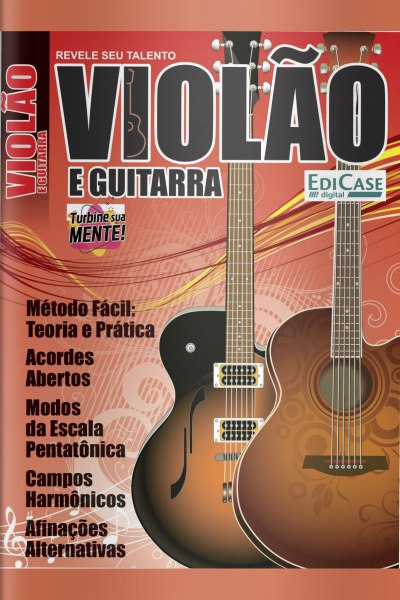 REVELE SEU TALENTO
VIOLÃO
E GUITARRA
VIOLÃO
E GUITARRA
EDICASE
digital
Turbine sua
MENTE!
Método Fácil:
Teoria e Prática
Acordes
Abertos
Modos
da Escala
Pentatônica
Campos
Harmônicos
Afinações
Alternativas